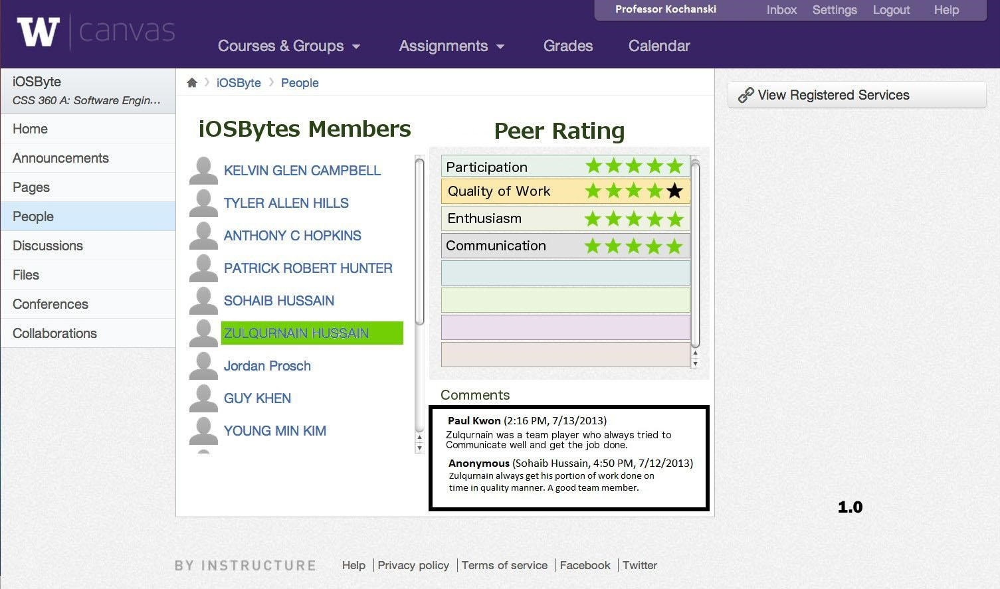 Professor Kochanski Inbox Settings Logout Help
W canvas
Courses & Groups Assignments Grades Calendar
iOSByte
CSS 360 A: Software Engin...
Home
Announcements
Pages
People
Discussions
Files
Conferences
Collaborations
iOSByte People
iOSBytes Members
KELVIN GLEN CAMPBELL
TYLER ALLEN HILLS
ANTHONY C HOPKINS
PATRICK ROBERT HUNTER
SOHAIB HUSSAIN
ZULQURNAIN HUSSAIN
Jordan Prosch
GUY KHEN
YOUNG MIN KIM
Peer Rating
Participation
Quality of Work
Enthusiasm
Communication
Comments
Paul Kwon (2:16 PM, 7/13/2013)
Zulqurnain was a team player who always tried to
Communicate well and get the job done.
Anonymous (Sohaib Hussain, 4:50 PM, 7/12/2013)
Zulqurnain always get his portion of work done on
time in quality manner. A good team member.
View Registered Services
1.0
BY INSTRUCTURE Help Privacy policy Terms of service Facebook Twitter